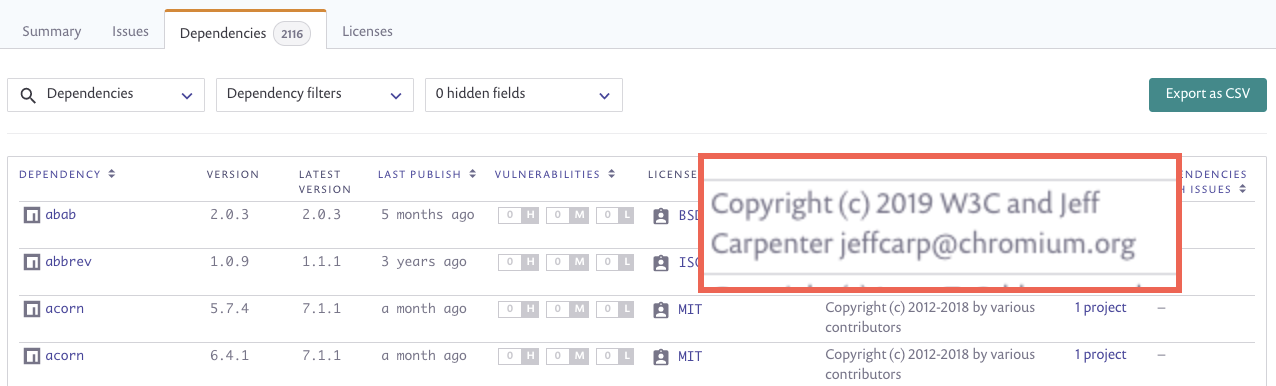 Summary Issues Dependencies 2116 Licenses
Dependencies Dependency filters 0 hidden fields Export as CSV
DEPENDENCY VERSION LATEST VERSION LAST PUBLISH VULNERABILITIES LICENSE
ISSUES
abab 2.0.3 2.0.3 5 months ago 0 H 0 M 0 L
Copyright (c) 2019 W3C and Jeff
Carpenter jeffcarp@chromium.org
abbrev 1.0.9 1.1.1 3 years ago 0 H 0 M 0 L
acorn 5.7.4 7.1.1 a month ago 0 H 0 M 0 L MIT Copyright (c) 2012-2018 by various 1 project –
contributors
acorn 6.4.1 7.1.1 a month ago 0 H 0 M 0 L MIT Copyright (c) 2012-2018 by various 1 project –
contributors